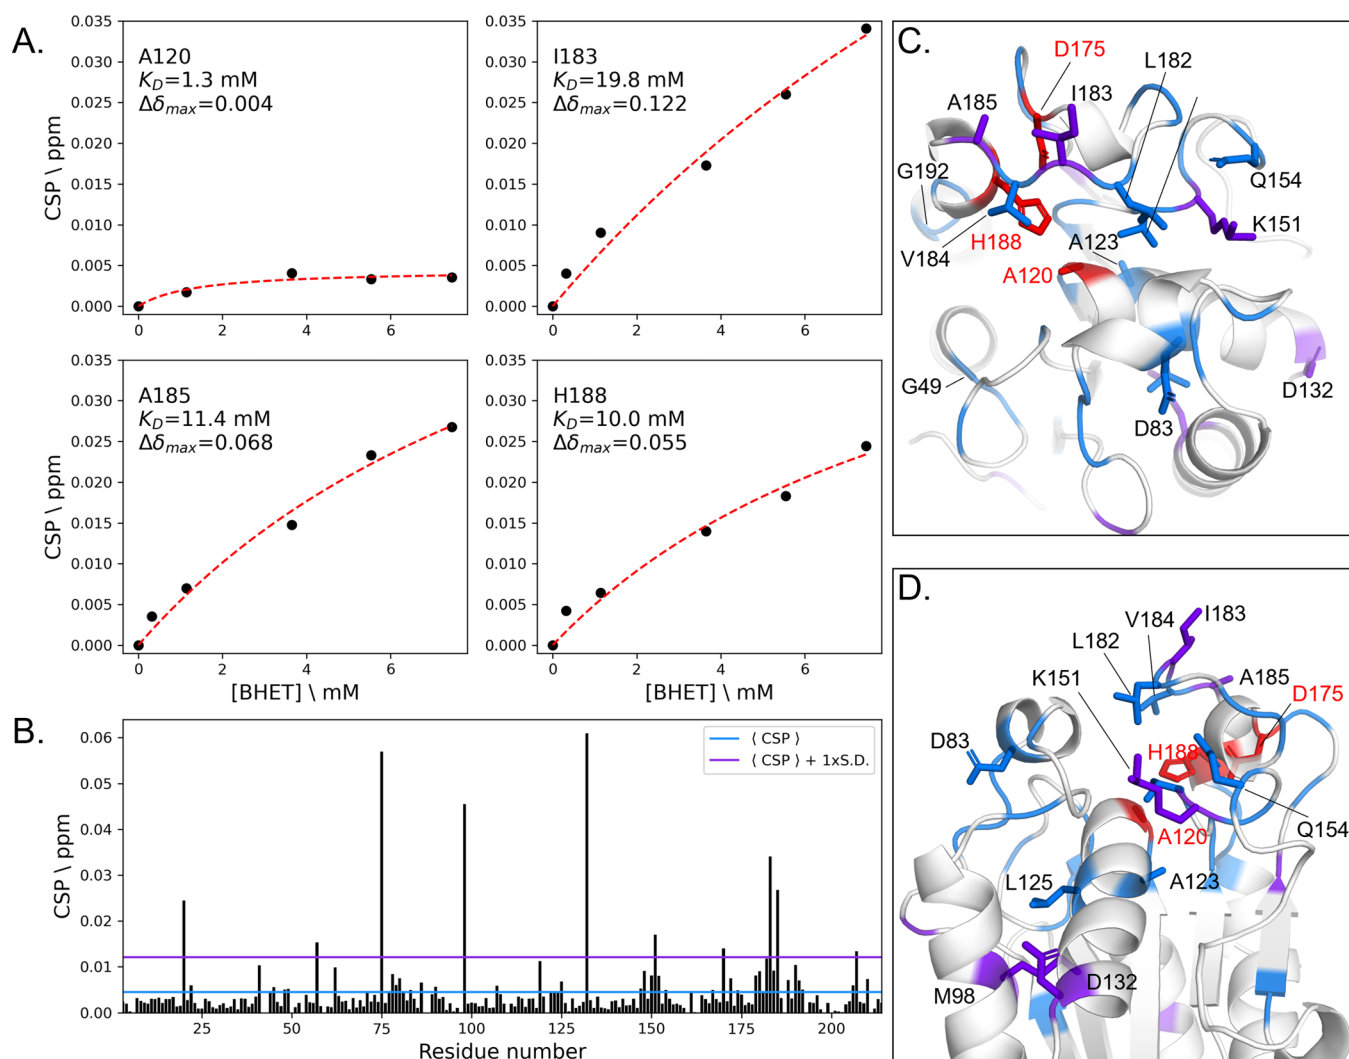 A.
A120
K_D=1.3 mM
Δδ_max=0.004
I183
K_D=19.8 mM
Δδ_max=0.122
CSP \ ppm
0.035
0.030
0.025
0.020
0.015
0.010
0.005
0.000
0 2 4 6
0.035
0.030
0.025
0.020
0.015
0.010
0.005
0.000
0 2 4 6
A185
K_D=11.4 mM
Δδ_max=0.068
H188
K_D=10.0 mM
Δδ_max=0.055
CSP \ ppm
0.035
0.030
0.025
0.020
0.015
0.010
0.005
0.000
0 2 4 6
[BHET] \ mM
0.035
0.030
0.025
0.020
0.015
0.010
0.005
0.000
0 2 4 6
[BHET] \ mM
B.
⟨ CSP ⟩
⟨ CSP ⟩ + 1xS.D.
CSP \ ppm
0.06
0.05
0.04
0.03
0.02
0.01
0.00
25 50 75 100 125 150 175 200
Residue number
C.
D175
L182
I183
A185
G192
Q154
K151
H188
A123
V184
A120
G49
D132
D83
D.
I183
V184
L182
K151
A185
D175
D83
H188
Q154
A120
L125
A123
M98
D132